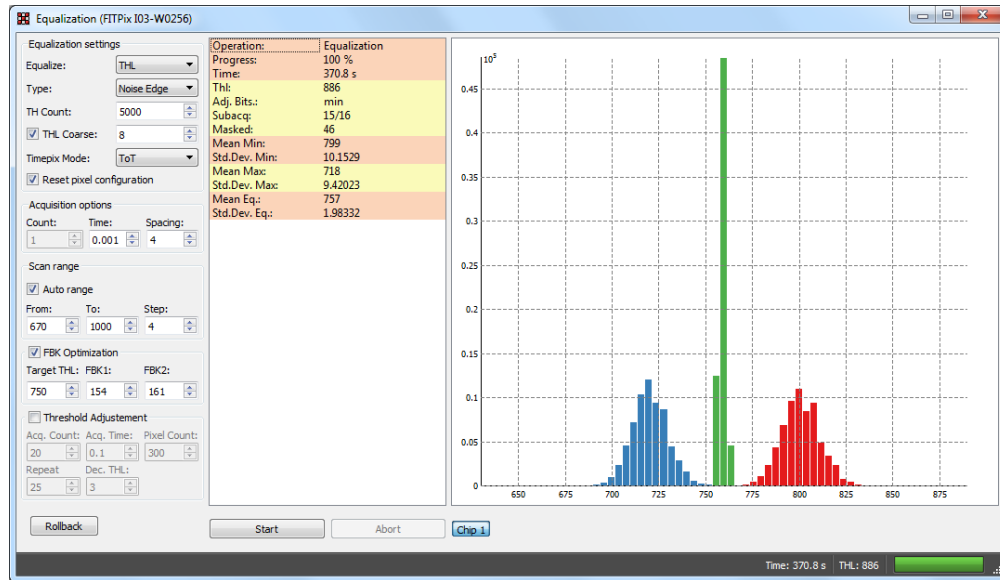 Equalization (FITPix I03-W0256)
Equalization settings
Equalize: THL
Type: Noise Edge
TH Count: 5000
THL Coarse: 8
Timepix Mode: ToT
Reset pixel configuration
Acquisition options
Count: Time: Spacing:
1 0.001 4
Scan range
Auto range
From: To: Step:
670 1000 4
FBK Optimization
Target THL: FBK1: FBK2:
750 154 161
Threshold Adjustement
Acq. Count: Acq. Time: Pixel Count:
20 0.1 300
Repeat Dec. THL:
25 3
Rollback
Operation: Equalization
Progress: 100 %
Time: 370.8 s
Thl: 886
Adj. Bits.: min
Subacq: 15/16
Masked: 46
Mean Min: 799
Std.Dev. Min: 10.1529
Mean Max: 718
Std.Dev. Max: 9.42023
Mean Eq.: 757
Std.Dev. Eq.: 1.98332
10⁵
0.45
0.4
0.35
0.3
0.25
0.2
0.15
0.1
0.05
0
650 675 700 725 750 775 800 825 850 875
Start Abort Chip 1
Time: 370.8 s THL: 886